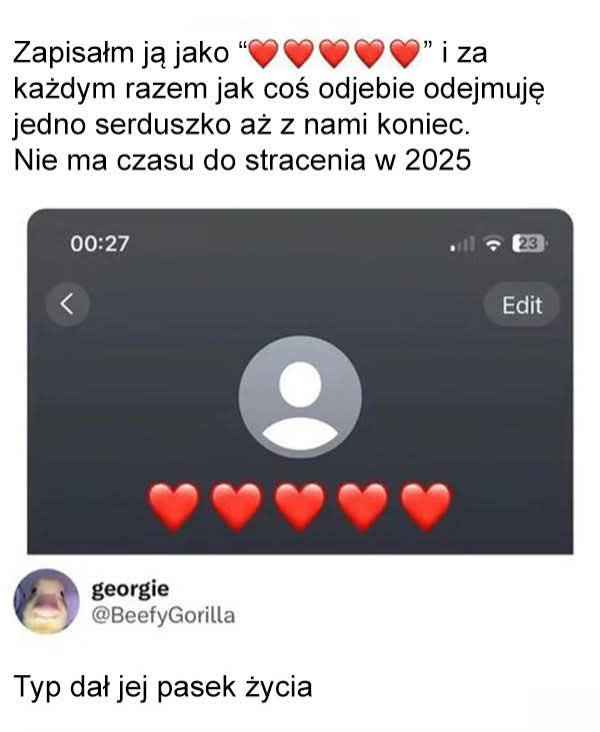 Zapisałm ją jako “❤️❤️❤️❤️❤️” i za
każdym razem jak coś odjebie odejmuję
jedno serduszko aż z nami koniec.
Nie ma czasu do stracenia w 2025
00:27
23
Edit
❤️❤️❤️❤️❤️
georgie
@BeefyGorilla
Typ dał jej pasek życia